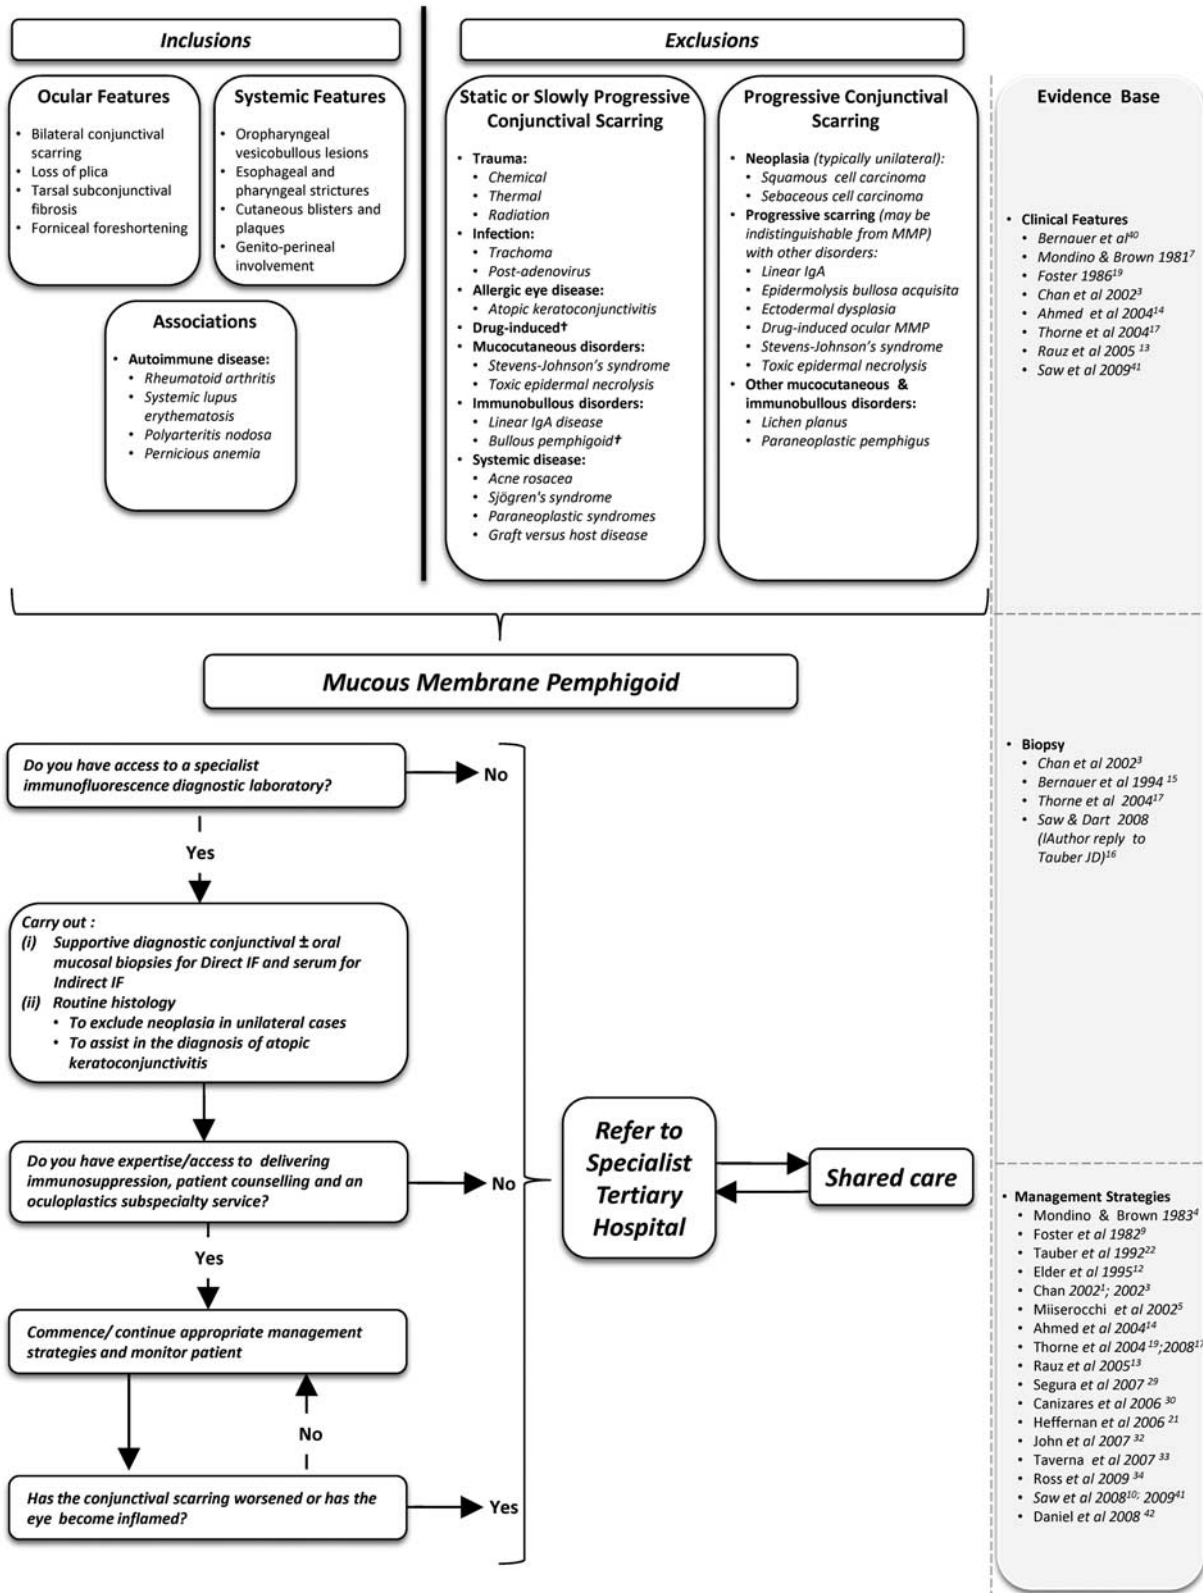 Inclusions
Ocular Features
• Bilateral conjunctival
scarring
• Loss of plica
• Tarsal subconjunctival
fibrosis
• Forniceal foreshortening
Systemic Features
• Oropharyngeal
vesicobullous lesions
• Esophageal and
pharyngeal strictures
• Cutaneous blisters and
plaques
• Genito-perineal
involvement
Associations
• Autoimmune disease:
• Rheumatoid arthritis
• Systemic lupus
erythematosis
• Polyarteritis nodosa
• Pernicious anemia
Exclusions
Static or Slowly Progressive
Conjunctival Scarring
• Trauma:
• Chemical
• Thermal
• Radiation
• Infection:
• Trachoma
• Post-adenovirus
• Allergic eye disease:
• Atopic keratoconjunctivitis
• Drug-induced†
• Mucocutaneous disorders:
• Stevens-Johnson's syndrome
• Toxic epidermal necrolysis
• Immunobullous disorders:
• Linear IgA disease
• Bullous pemphigoid†
• Systemic disease:
• Acne rosacea
• Sjögren's syndrome
• Paraneoplastic syndromes
• Graft versus host disease
Progressive Conjunctival
Scarring
• Neoplasia (typically unilateral):
• Squamous cell carcinoma
• Sebaceous cell carcinoma
• Progressive scarring (may be
indistinguishable from MMP)
with other disorders:
• Linear IgA
• Epidermolysis bullosa acquisita
• Ectodermal dysplasia
• Drug-induced ocular MMP
• Stevens-Johnson's syndrome
• Toxic epidermal necrolysis
• Other mucocutaneous &
immunobullous disorders:
• Lichen planus
• Paraneoplastic pemphigus
Evidence Base
• Clinical Features
• Bernauer et al40
• Mondino & Brown 19817
• Foster 198619
• Chan et al 20023
• Ahmed et al 200414
• Thorne et al 200417
• Rauz et al 2005 13
• Saw et al 200941
Mucous Membrane Pemphigoid
• Biopsy
• Chan et al 20023
• Bernauer et al 1994 15
• Thorne et al 200417
• Saw & Dart 2008
(lAuthor reply to
Tauber JD)16
Do you have access to a specialist
immunofluorescence diagnostic laboratory?
No
Yes
Carry out :
(i) Supportive diagnostic conjunctival ± oral
mucosal biopsies for Direct IF and serum for
Indirect IF
(ii) Routine histology
• To exclude neoplasia in unilateral cases
• To assist in the diagnosis of atopic
keratoconjunctivitis
Do you have expertise/access to delivering
immunosuppression, patient counselling and an
oculoplastics subspecialty service?
No
Yes
Commence/ continue appropriate management
strategies and monitor patient
No
Has the conjunctival scarring worsened or has the
eye become inflamed?
Yes
Refer to
Specialist
Tertiary
Hospital
Shared care
• Management Strategies
• Mondino & Brown 19834
• Foster et al 19829
• Tauber et al 199222
• Elder et al 199512
• Chan 20021; 20023
• Miiserocchi et al 20025
• Ahmed et al 200414
• Thorne et al 2004 19;200817
• Rauz et al 200513
• Segura et al 2007 29
• Canizares et al 2006 30
• Heffernan et al 2006 21
• John et al 2007 32
• Taverna et al 2007 33
• Ross et al 2009 34
• Saw et al 200810; 200941
• Daniel et al 2008 42